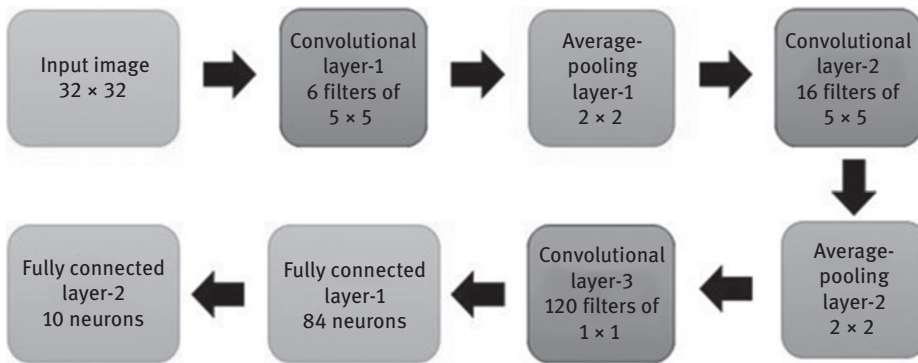 Input image
32 × 32
Convolutional
layer-1
6 filters of
5 × 5
Average-
pooling
layer-1
2 × 2
Convolutional
layer-2
16 filters of
5 × 5
Average-
pooling
layer-2
2 × 2
Convolutional
layer-3
120 filters of
1 × 1
Fully connected
layer-1
84 neurons
Fully connected
layer-2
10 neurons